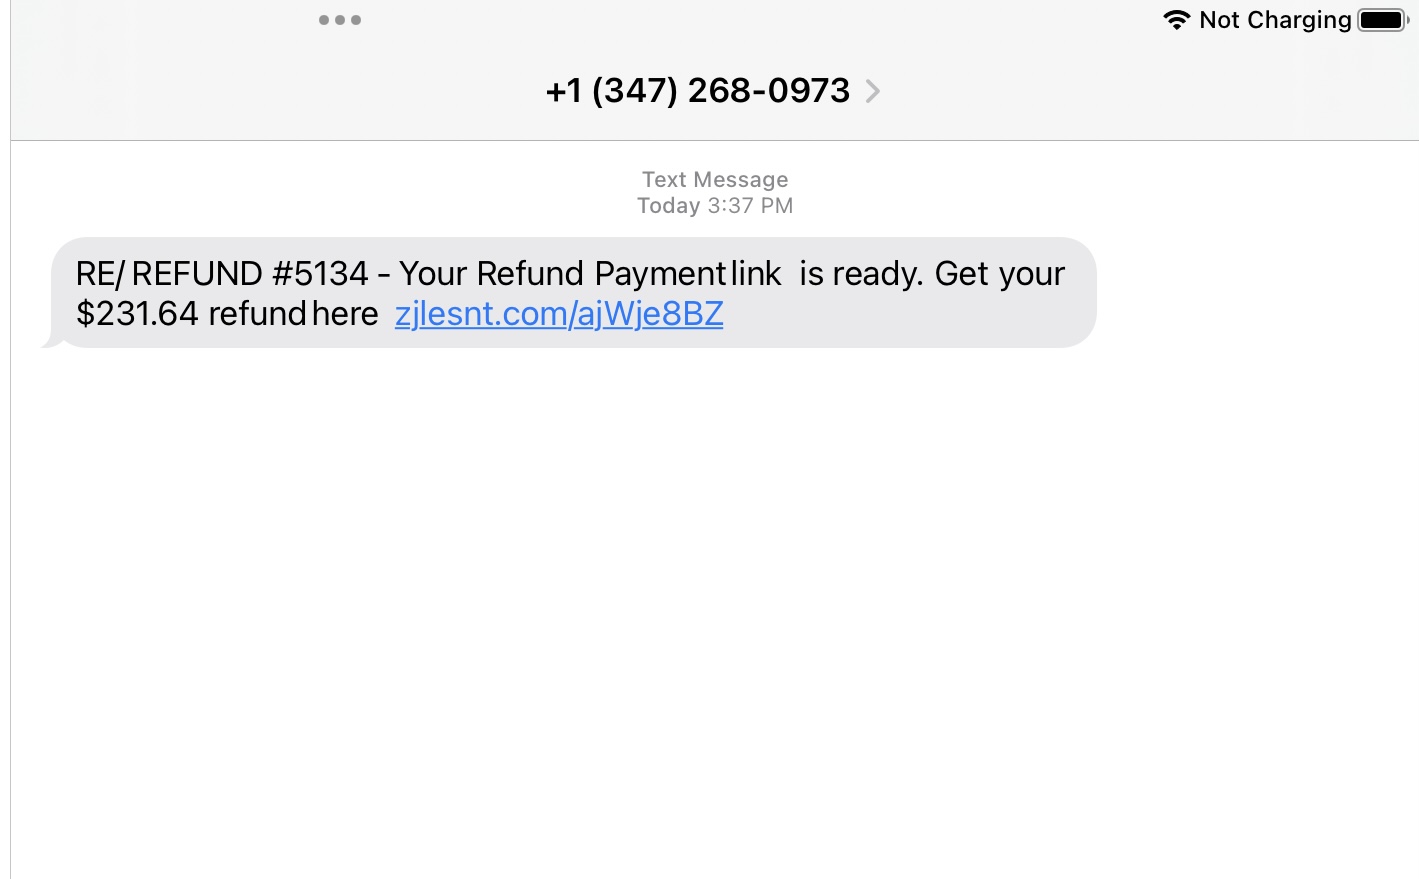 Not Charging
+1 (347) 268-0973
Text Message
Today 3:37 PM
RE/ REFUND #5134 - Your Refund Payment link  is ready. Get your
$231.64 refund here  zjlesnt.com/ajWje8BZ